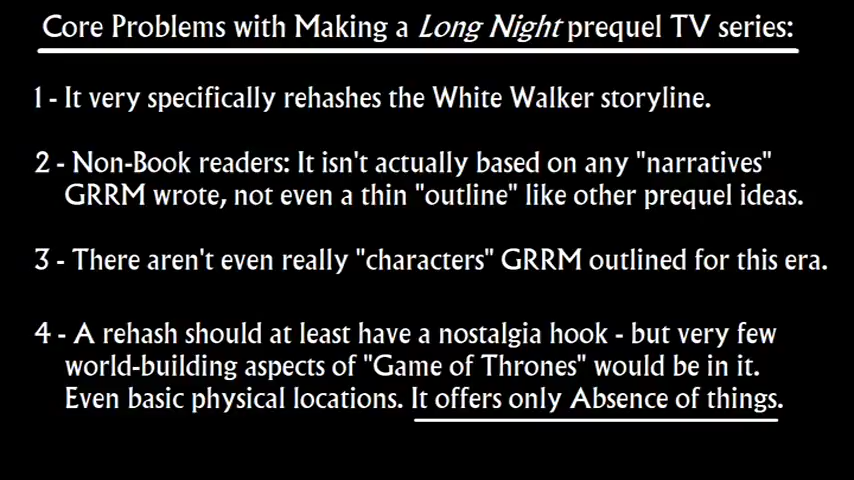 Core Problems with Making a Long Night prequel TV series:
1 - It very specifically rehashes the White Walker storyline.
2 - Non-Book readers: It isn't actually based on any "narratives"
GRRM wrote, not even a thin "outline" like other prequel ideas.
3 - There aren't even really "characters" GRRM outlined for this era.
4 - A rehash should at least have a nostalgia hook - but very few
world-building aspects of "Game of Thrones" would be in it.
Even basic physical locations. It offers only Absence of things.